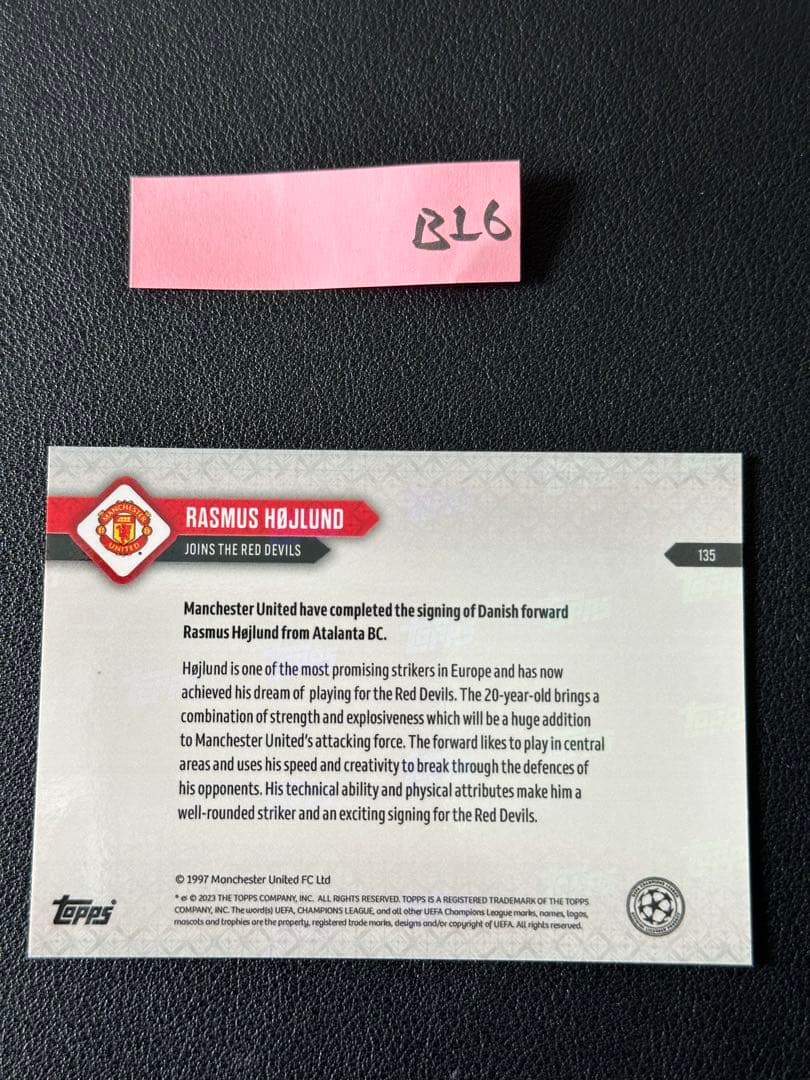 B16
MANCHESTER
UNITED
RASMUS HØJLUND
JOINS THE RED DEVILS
135
Manchester United have completed the signing of Danish forward
Rasmus Højlund from Atalanta BC.
Højlund is one of the most promising strikers in Europe and has now
achieved his dream of playing for the Red Devils. The 20-year-old brings a
combination of strength and explosiveness which will be a huge addition
to Manchester United's attacking force. The forward likes to play in central
areas and uses his speed and creativity to break through the defences of
his opponents. His technical ability and physical attributes make him a
well-rounded striker and an exciting signing for the Red Devils.
© 1997 Manchester United FC Ltd
* ® © 2023 THE TOPPS COMPANY, INC. ALL RIGHTS RESERVED. TOPPS IS A REGISTERED TRADEMARK OF THE TOPPS
COMPANY, INC. The word(s) UEFA, CHAMPIONS LEAGUE, and all other UEFA Champions League marks, names, logos,
mascots and trophies are the property, registered trade marks, designs and/or copyright of UEFA. All rights reserved.
Topps